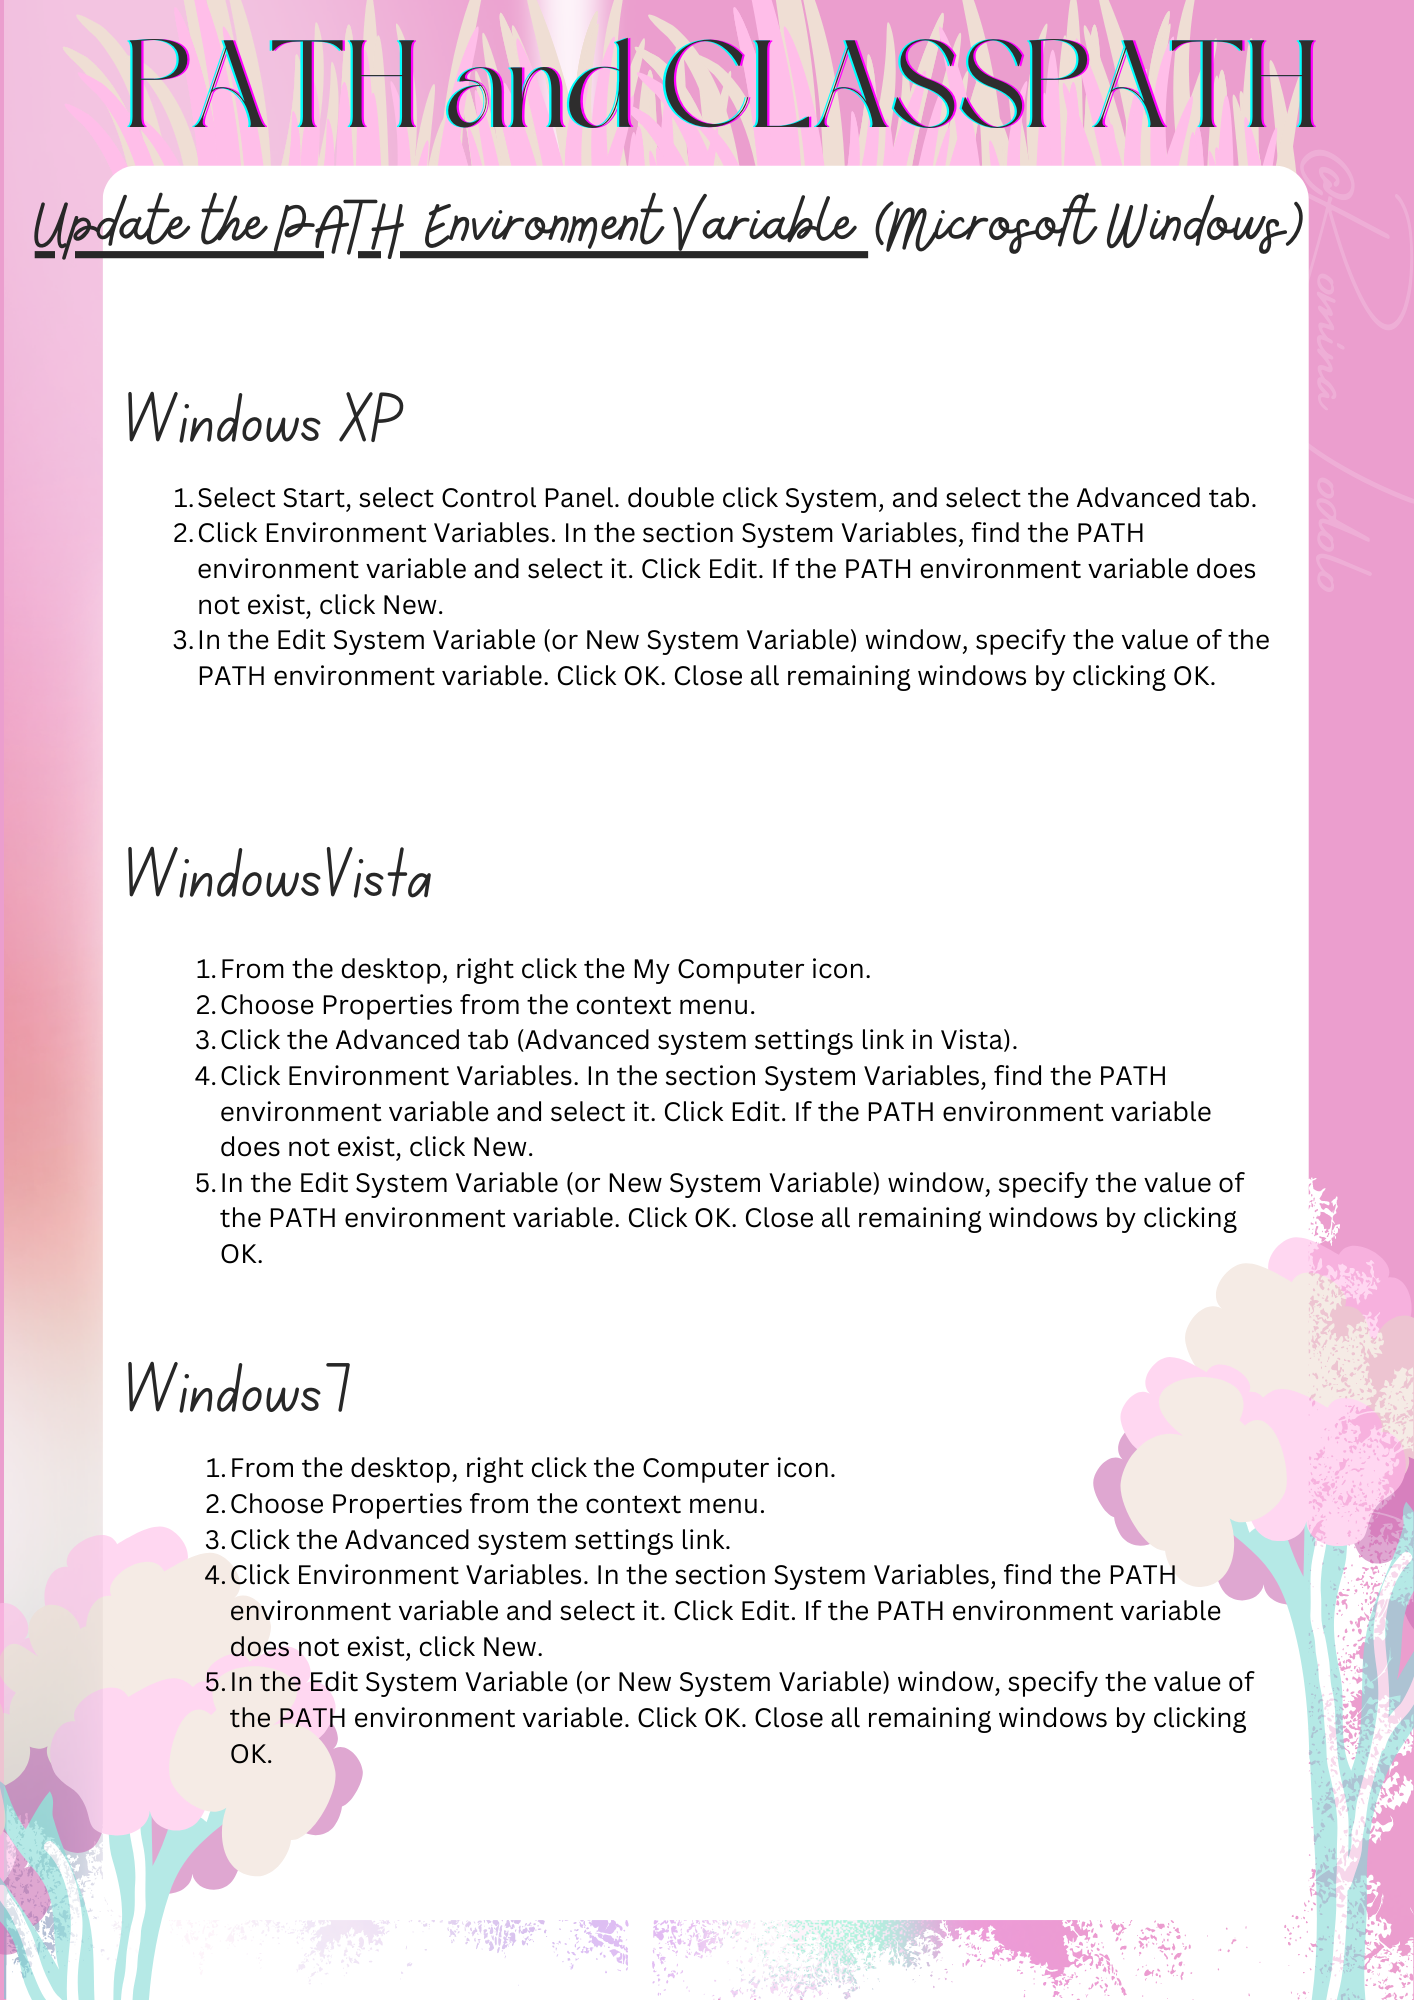 PATH and CLASSPATH
Update the PATH Environment Variable (Microsoft Windows)
@Romina Jodolo
Windows XP
1. Select Start, select Control Panel. double click System, and select the Advanced tab.
2. Click Environment Variables. In the section System Variables, find the PATH
environment variable and select it. Click Edit. If the PATH environment variable does
not exist, click New.
3. In the Edit System Variable (or New System Variable) window, specify the value of the
PATH environment variable. Click OK. Close all remaining windows by clicking OK.
WindowsVista
1. From the desktop, right click the My Computer icon.
2. Choose Properties from the context menu.
3. Click the Advanced tab (Advanced system settings link in Vista).
4. Click Environment Variables. In the section System Variables, find the PATH
environment variable and select it. Click Edit. If the PATH environment variable
does not exist, click New.
5. In the Edit System Variable (or New System Variable) window, specify the value of
the PATH environment variable. Click OK. Close all remaining windows by clicking
OK.
Windows7
1. From the desktop, right click the Computer icon.
2. Choose Properties from the context menu.
3. Click the Advanced system settings link.
4. Click Environment Variables. In the section System Variables, find the PATH
environment variable and select it. Click Edit. If the PATH environment variable
does not exist, click New.
5. In the Edit System Variable (or New System Variable) window, specify the value of
the PATH environment variable. Click OK. Close all remaining windows by clicking
OK.